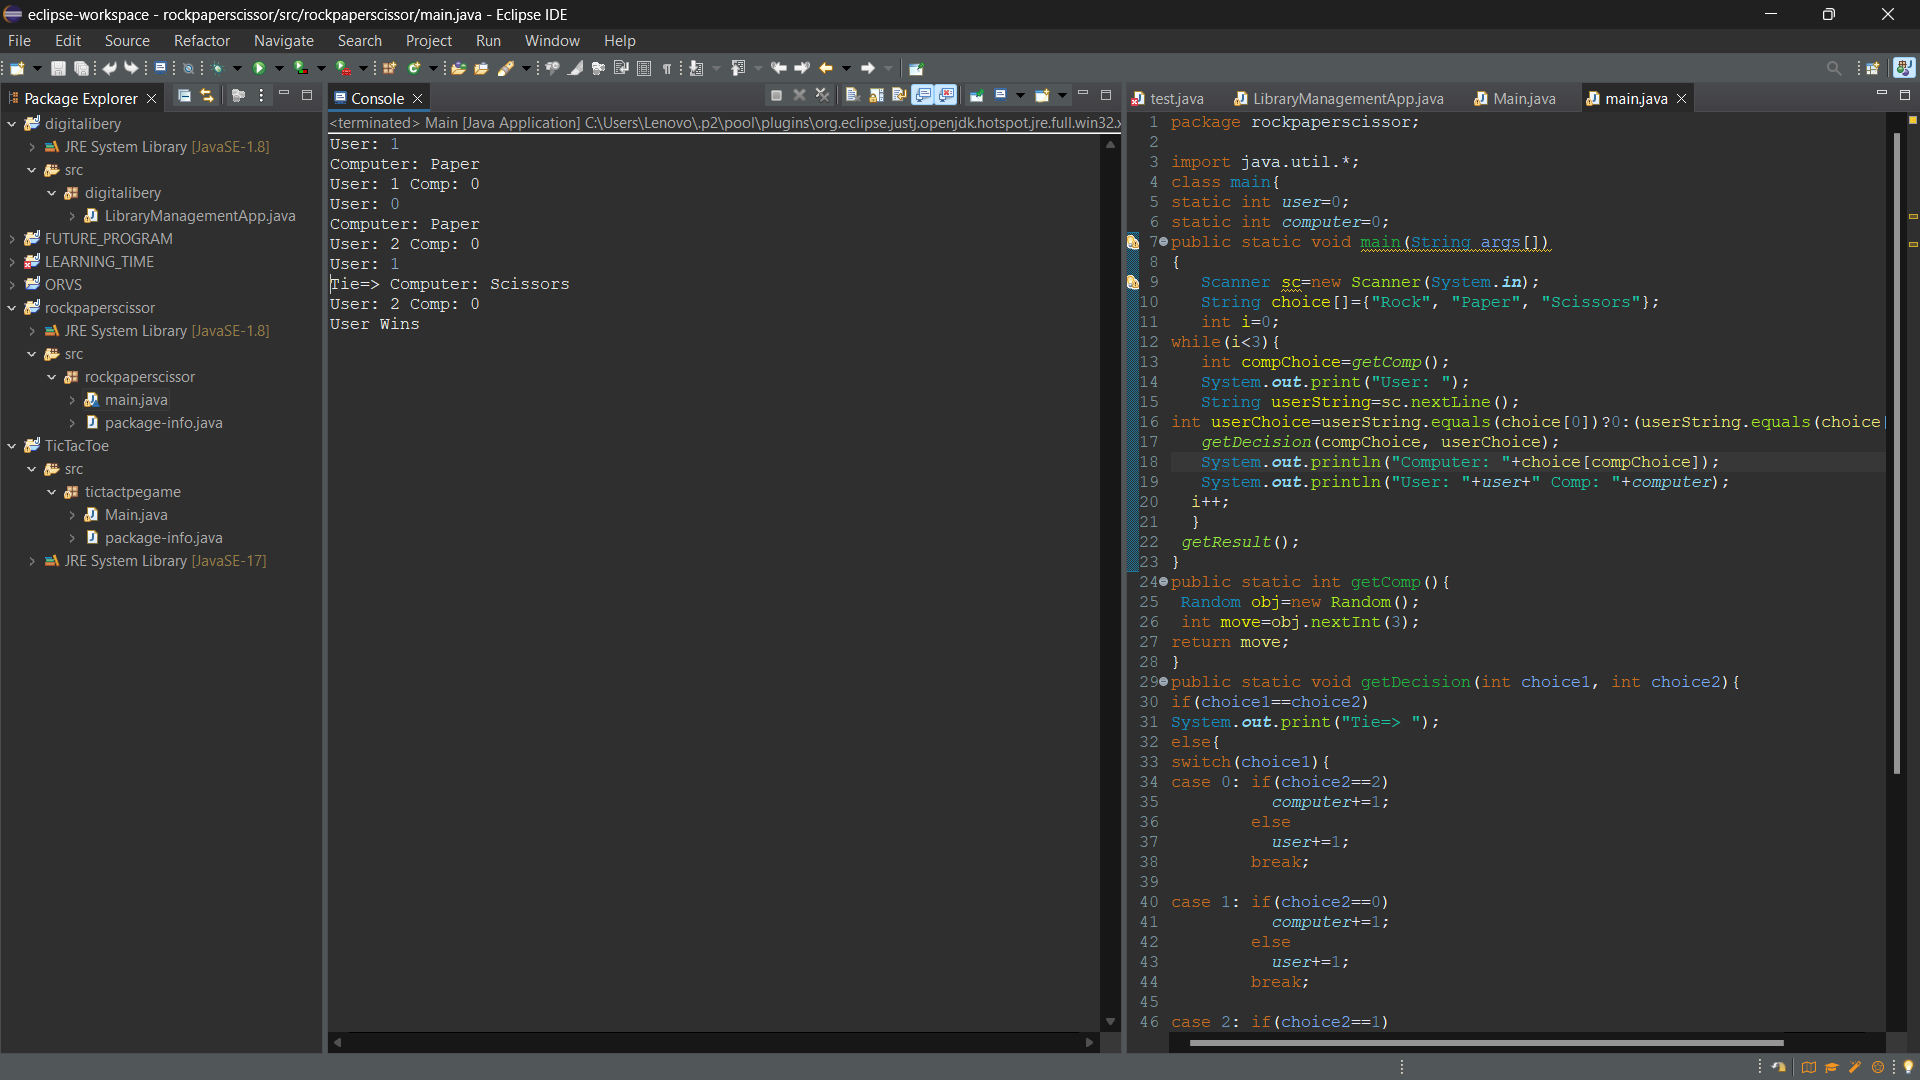 eclipse-workspace - rockpaperscissor/src/rockpaperscissor/main.java - Eclipse IDE
File Edit Source Refactor Navigate Search Project Run Window Help
Package Explorer
digitalibery
JRE System Library [JavaSE-1.8]
src
digitalibery
LibraryManagementApp.java
FUTURE_PROGRAM
LEARNING_TIME
ORVS
rockpaperscissor
JRE System Library [JavaSE-1.8]
src
rockpaperscissor
main.java
package-info.java
TicTacToe
src
tictactpegame
Main.java
package-info.java
JRE System Library [JavaSE-17]
Console
<terminated> Main [Java Application] C:\Users\Lenovo\.p2\pool\plugins\org.eclipse.justj.openjdk.hotspot.jre.full.win32.x
User: 1
Computer: Paper
User: 1 Comp: 0
User: 0
Computer: Paper
User: 2 Comp: 0
User: 1
Tie=> Computer: Scissors
User: 2 Comp: 0
User Wins
test.java LibraryManagementApp.java Main.java main.java
1 package rockpaperscissor;
2
3 import java.util.*;
4 class main{
5 static int user=0;
6 static int computer=0;
7 public static void main(String args[])
8 {
9 Scanner sc=new Scanner(System.in);
10 String choice[]={"Rock", "Paper", "Scissors"};
11 int i=0;
12 while(i<3){
13 int compChoice=getComp();
14 System.out.print("User: ");
15 String userString=sc.nextLine();
16 int userChoice=userString.equals(choice[0])?0:(userString.equals(choice[
17 getDecision(compChoice, userChoice);
18 System.out.println("Computer: "+choice[compChoice]);
19 System.out.println("User: "+user+" Comp: "+computer);
20 i++;
21 }
22 getResult();
23 }
24 public static int getComp(){
25 Random obj=new Random();
26 int move=obj.nextInt(3);
27 return move;
28 }
29 public static void getDecision(int choice1, int choice2){
30 if(choice1==choice2)
31 System.out.print("Tie=> ");
32 else{
33 switch(choice1){
34 case 0: if(choice2==2)
35 computer+=1;
36 else
37 user+=1;
38 break;
39
40 case 1: if(choice2==0)
41 computer+=1;
42 else
43 user+=1;
44 break;
45
46 case 2: if(choice2==1)